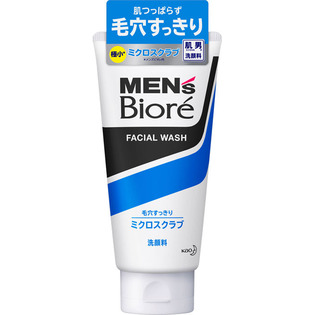 肌つっぱらず
毛穴すっきり
極小*
ミクロスクラブ
肌男
洗顔料
MEN's
Bioré
FACIAL WASH
毛穴すっきり
ミクロスクラブ
洗顔料
Kao